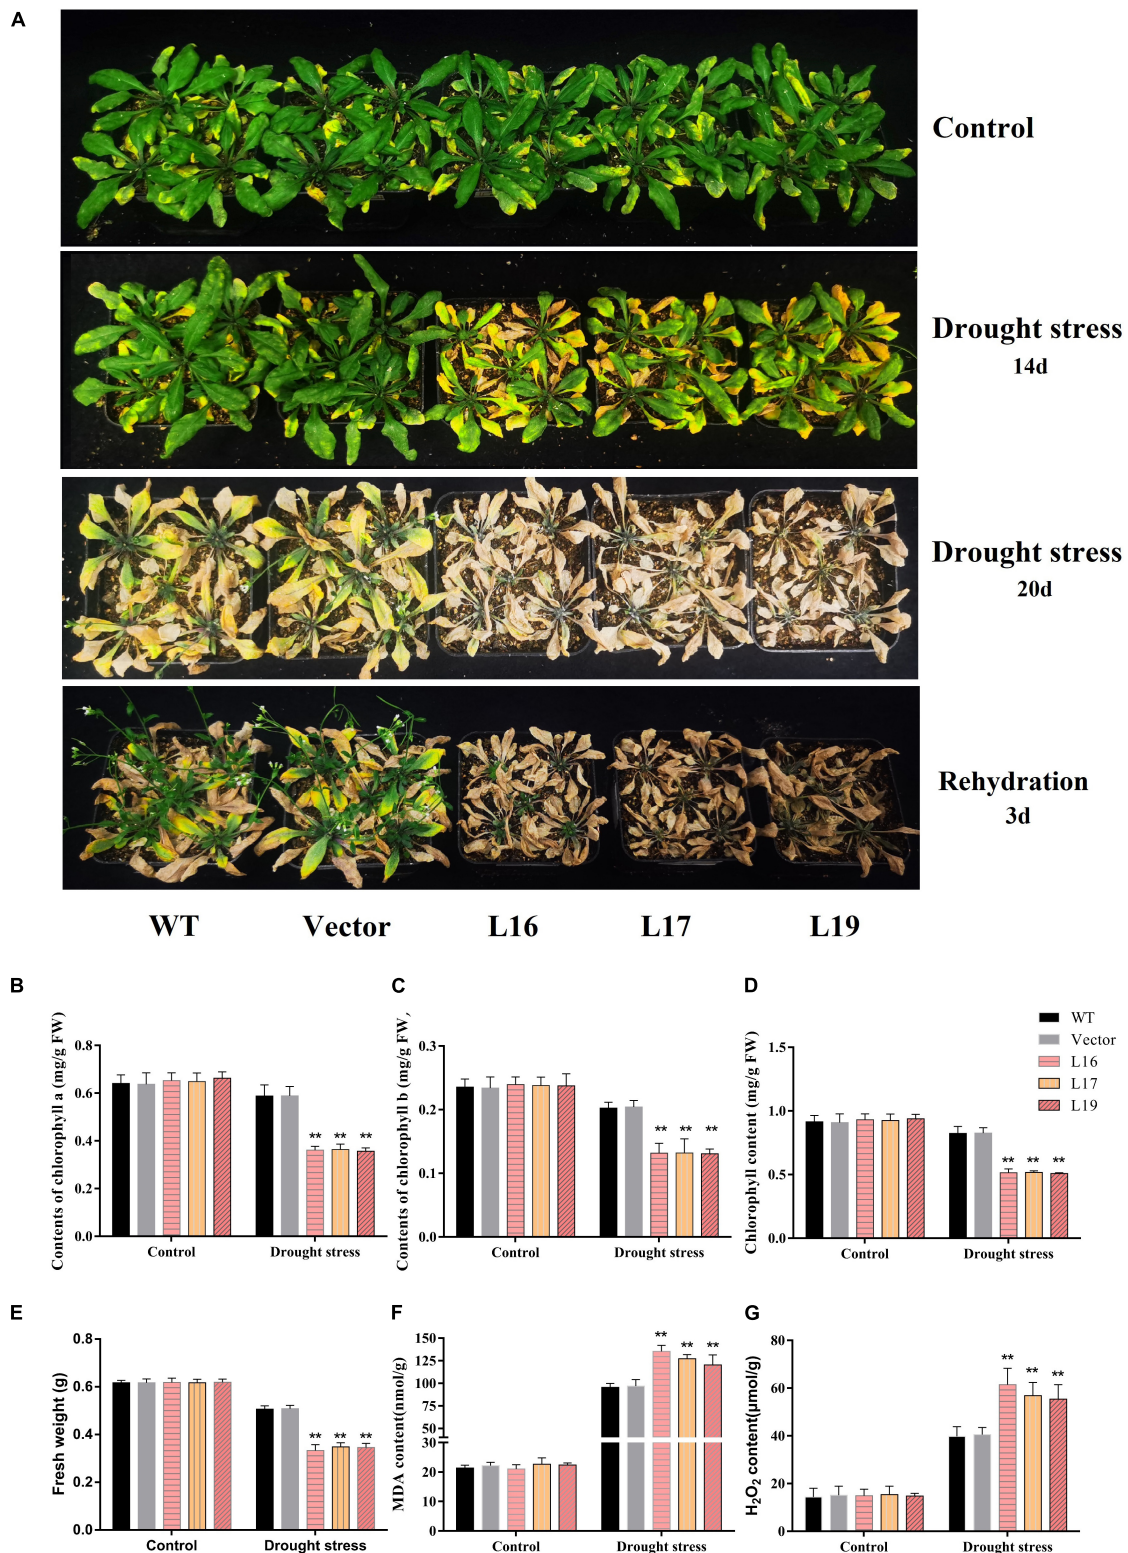 A
Control
Drought stress
14d
Drought stress
20d
Rehydration
3d
WT
Vector
L16
L17
L19
B
Contents of chlorophyll a (mg/g FW)
0.8
0.6
0.4
0.2
0.0
** ** **
Control
Drought stress
C
Contents of chlorophyll b (mg/g FW,
0.3
0.2
0.1
0.0
** ** **
Control
Drought stress
D
Chlorophyll content (mg/g FW)
1.5
1.0
0.5
0.0
** ** **
Control
Drought stress
WT
Vector
L16
L17
L19
E
Fresh weight (g)
0.8
0.6
0.4
0.2
0.0
** ** **
Control
Drought stress
F
MDA content(nmol/g)
150
125
100
75
50
30
20
10
0
** ** **
Control
Drought stress
G
H₂O₂ content(μmol/g)
80
60
40
20
0
** ** **
Control
Drought stress